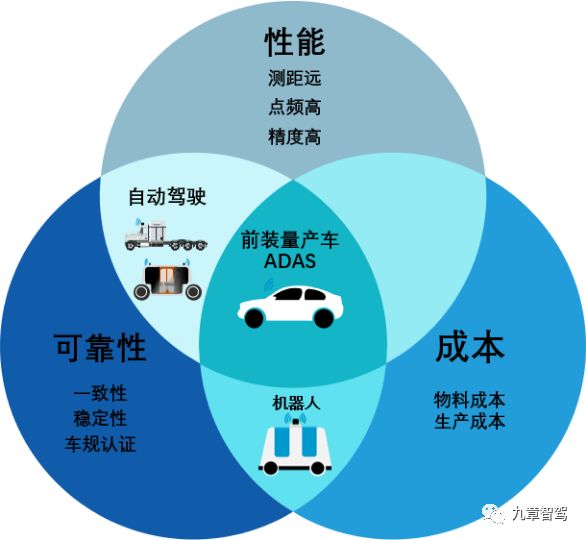 性能
测距远
点频高
精度高
自动驾驶
前装量产车
ADAS
可靠性
一致性
稳定性
车规认证
成本
物料成本
生产成本
机器人
九章智驾